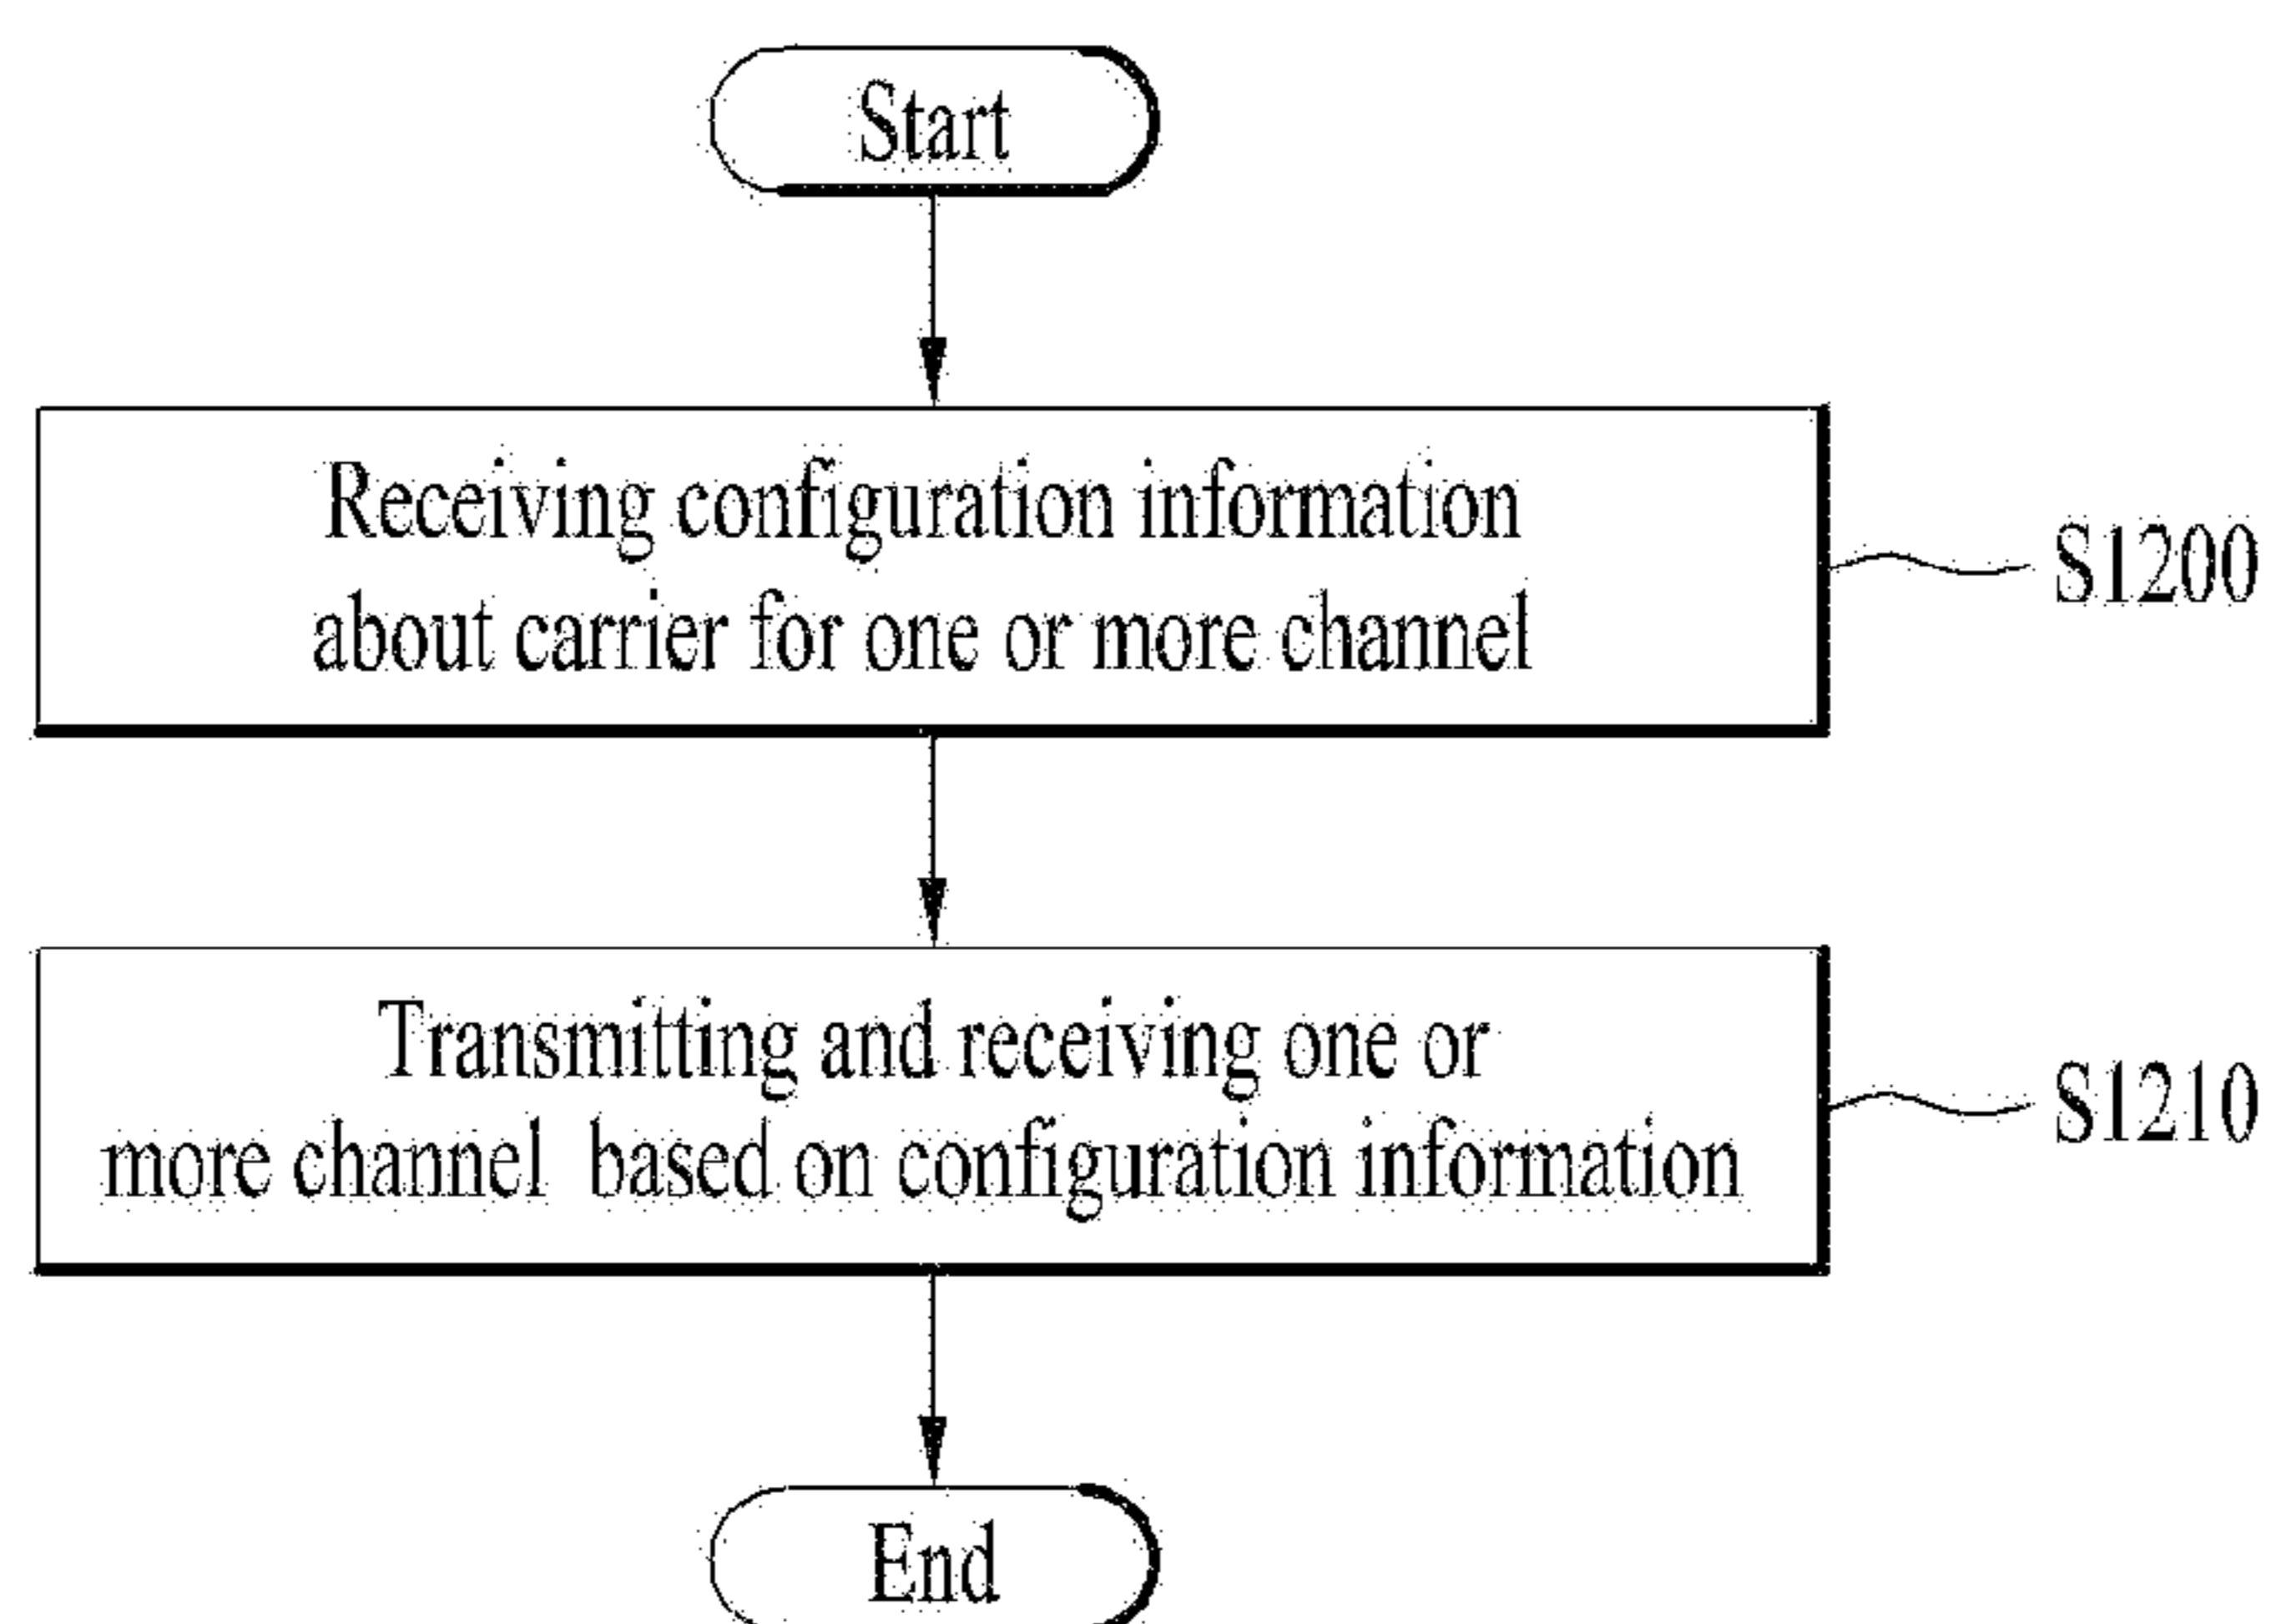 Start
Receiving configuration information
about carrier for one or more channel
S1200
Transmitting and receiving one or
more channel based on configuration information
S1210
End